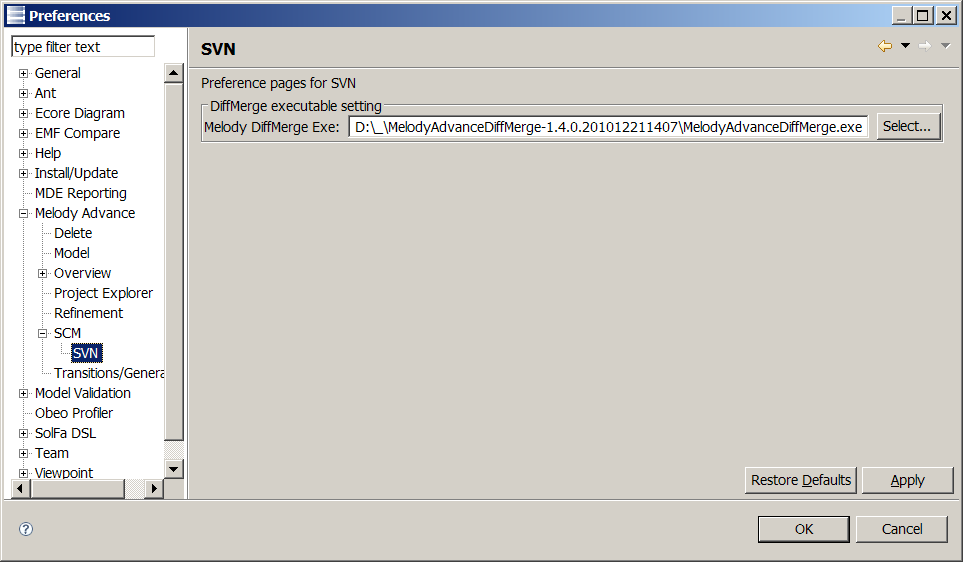 Preferences
type filter text
General
Ant
Ecore Diagram
EMF Compare
Help
Install/Update
MDE Reporting
Melody Advance
Delete
Model
Overview
Project Explorer
Refinement
SCM
SVN
Transitions/Genera
Model Validation
Obeo Profiler
SolFa DSL
Team
Viewpoint
SVN
Preference pages for SVN
DiffMerge executable setting
Melody DiffMerge Exe: D:\_\MelodyAdvanceDiffMerge-1.4.0.201012211407\MelodyAdvanceDiffMerge.exe Select...
Restore Defaults Apply
? OK Cancel